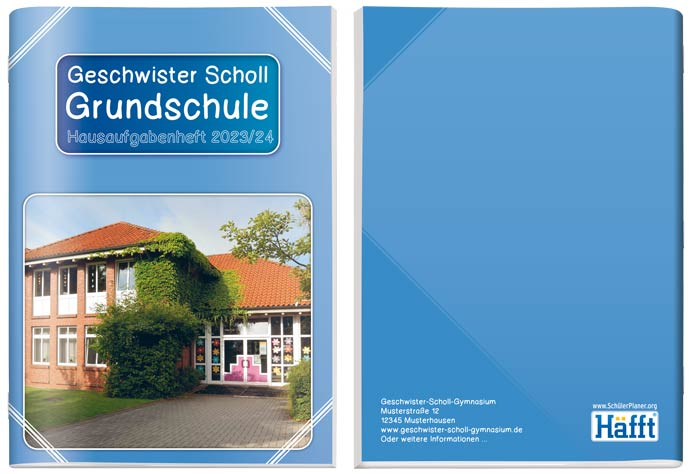 Geschwister Scholl
Grundschule
Hausaufgabenheft 2023/24
Geschwister-Scholl-Gymnasium
Musterstraße 12
12345 Musterhausen
www.geschwister-scholl-gymnasium.de
Oder weitere Informationen ...
www.SchülerPlaner.org
Häfft